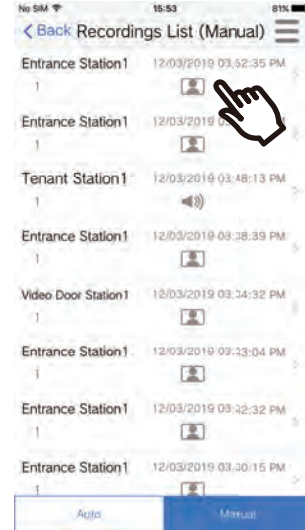 No SIM 15:53 81%
Back Recordings List (Manual)
Entrance Station1 12/03/2019 03:52:35 PM
1
Entrance Station1 12/03/2019
1
Tenant Station1 12/03/2019 03:48:13 PM
1
Entrance Station1 12/03/2019 03:38:39 PM
1
Video Door Station1 12/03/2019 03:34:32 PM
1
Entrance Station1 12/03/2019 03:33:04 PM
1
Entrance Station1 12/03/2019 03:32:32 PM
1
Entrance Station1 12/03/2019 03:30:15 PM
1
Auto Manual